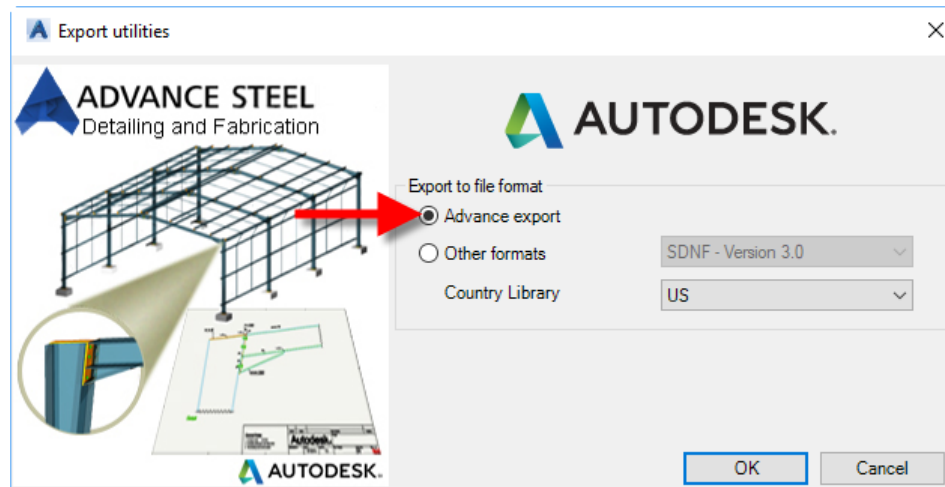 Export utilities
ADVANCE STEEL
Detailing and Fabrication
AUTODESK.
Export to file format
Advance export
Other formats
SDNF - Version 3.0
Country Library
US
Autodesk
AUTODESK.
OK
Cancel